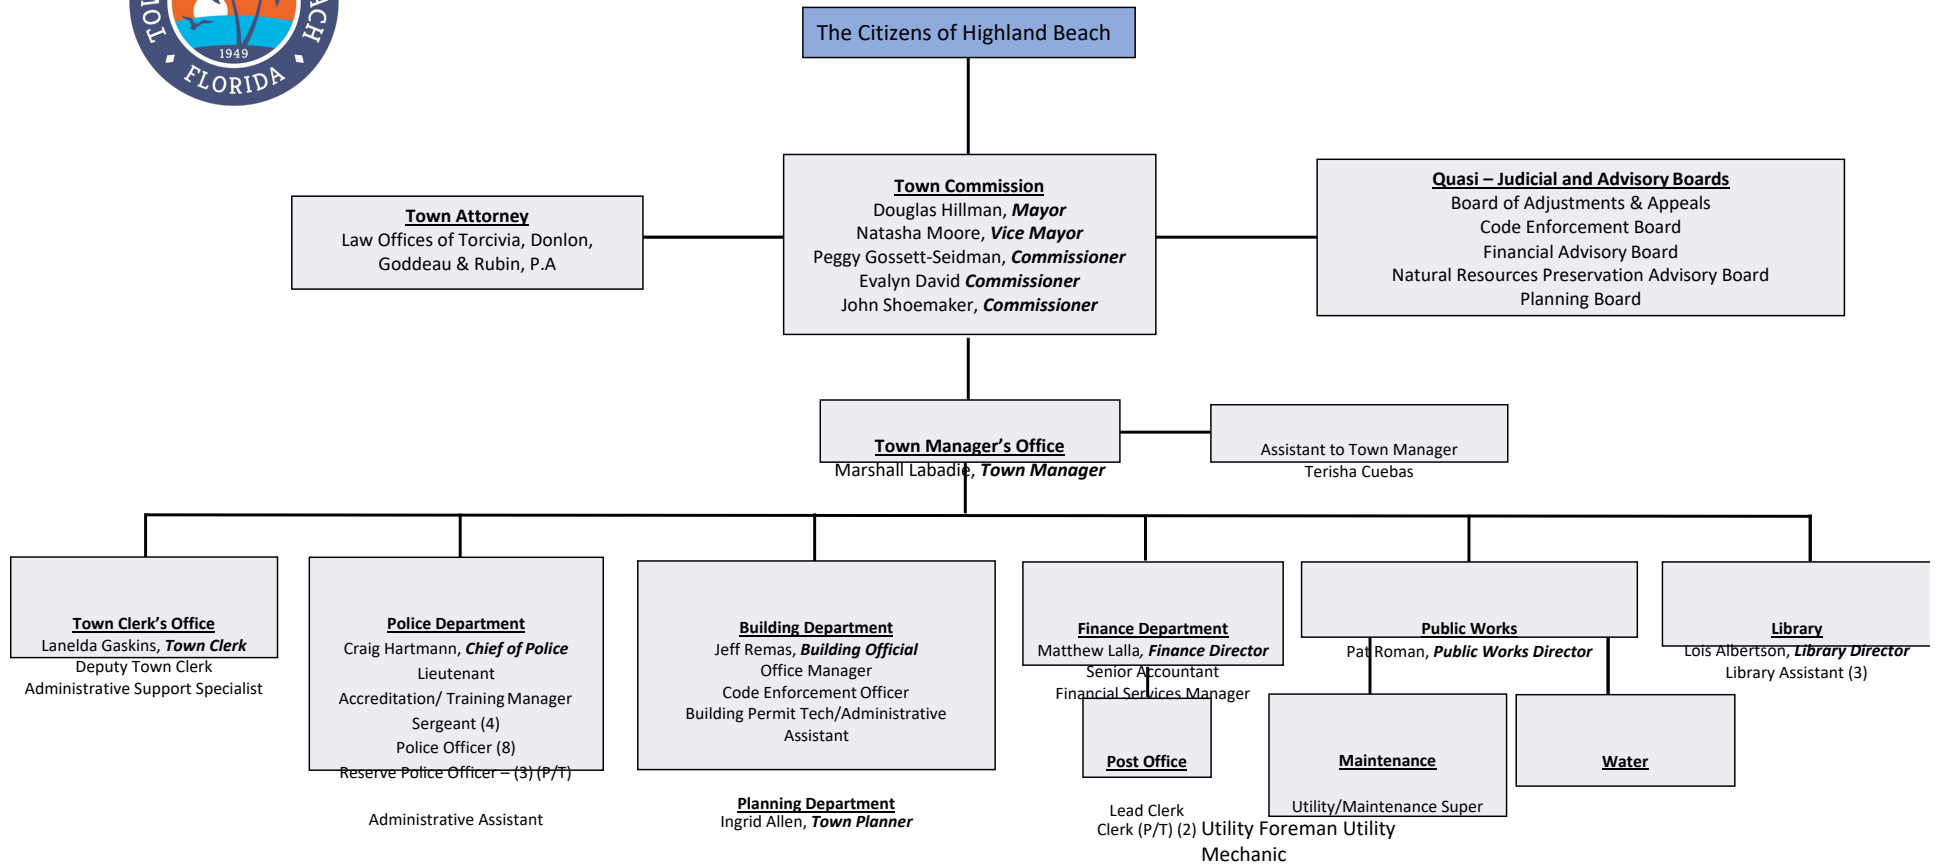 1949
FLORIDA
The Citizens of Highland Beach
Town Attorney
Law Offices of Torcivia, Donlon,
Goddeau & Rubin, P.A
Town Commission
Douglas Hillman, Mayor
Natasha Moore, Vice Mayor
Peggy Gossett-Seidman, Commissioner
Evalyn David Commissioner
John Shoemaker, Commissioner
Quasi – Judicial and Advisory Boards
Board of Adjustments & Appeals
Code Enforcement Board
Financial Advisory Board
Natural Resources Preservation Advisory Board
Planning Board
Town Manager's Office
Marshall Labadie, Town Manager
Assistant to Town Manager
Terisha Cuebas
Town Clerk's Office
Lanelda Gaskins, Town Clerk
Deputy Town Clerk
Administrative Support Specialist
Police Department
Craig Hartmann, Chief of Police
Lieutenant
Accreditation/ Training Manager
Sergeant (4)
Police Officer (8)
Reserve Police Officer – (3) (P/T)
Administrative Assistant
Building Department
Jeff Remas, Building Official
Office Manager
Code Enforcement Officer
Building Permit Tech/Administrative
Assistant
Planning Department
Ingrid Allen, Town Planner
Finance Department
Matthew Lalla, Finance Director
Senior Accountant
Financial Services Manager
Post Office
Lead Clerk
Clerk (P/T) (2)
Public Works
Pat Roman, Public Works Director
Maintenance
Utility/Maintenance Super
Utility Foreman Utility
Mechanic
Water
Library
Lois Albertson, Library Director
Library Assistant (3)